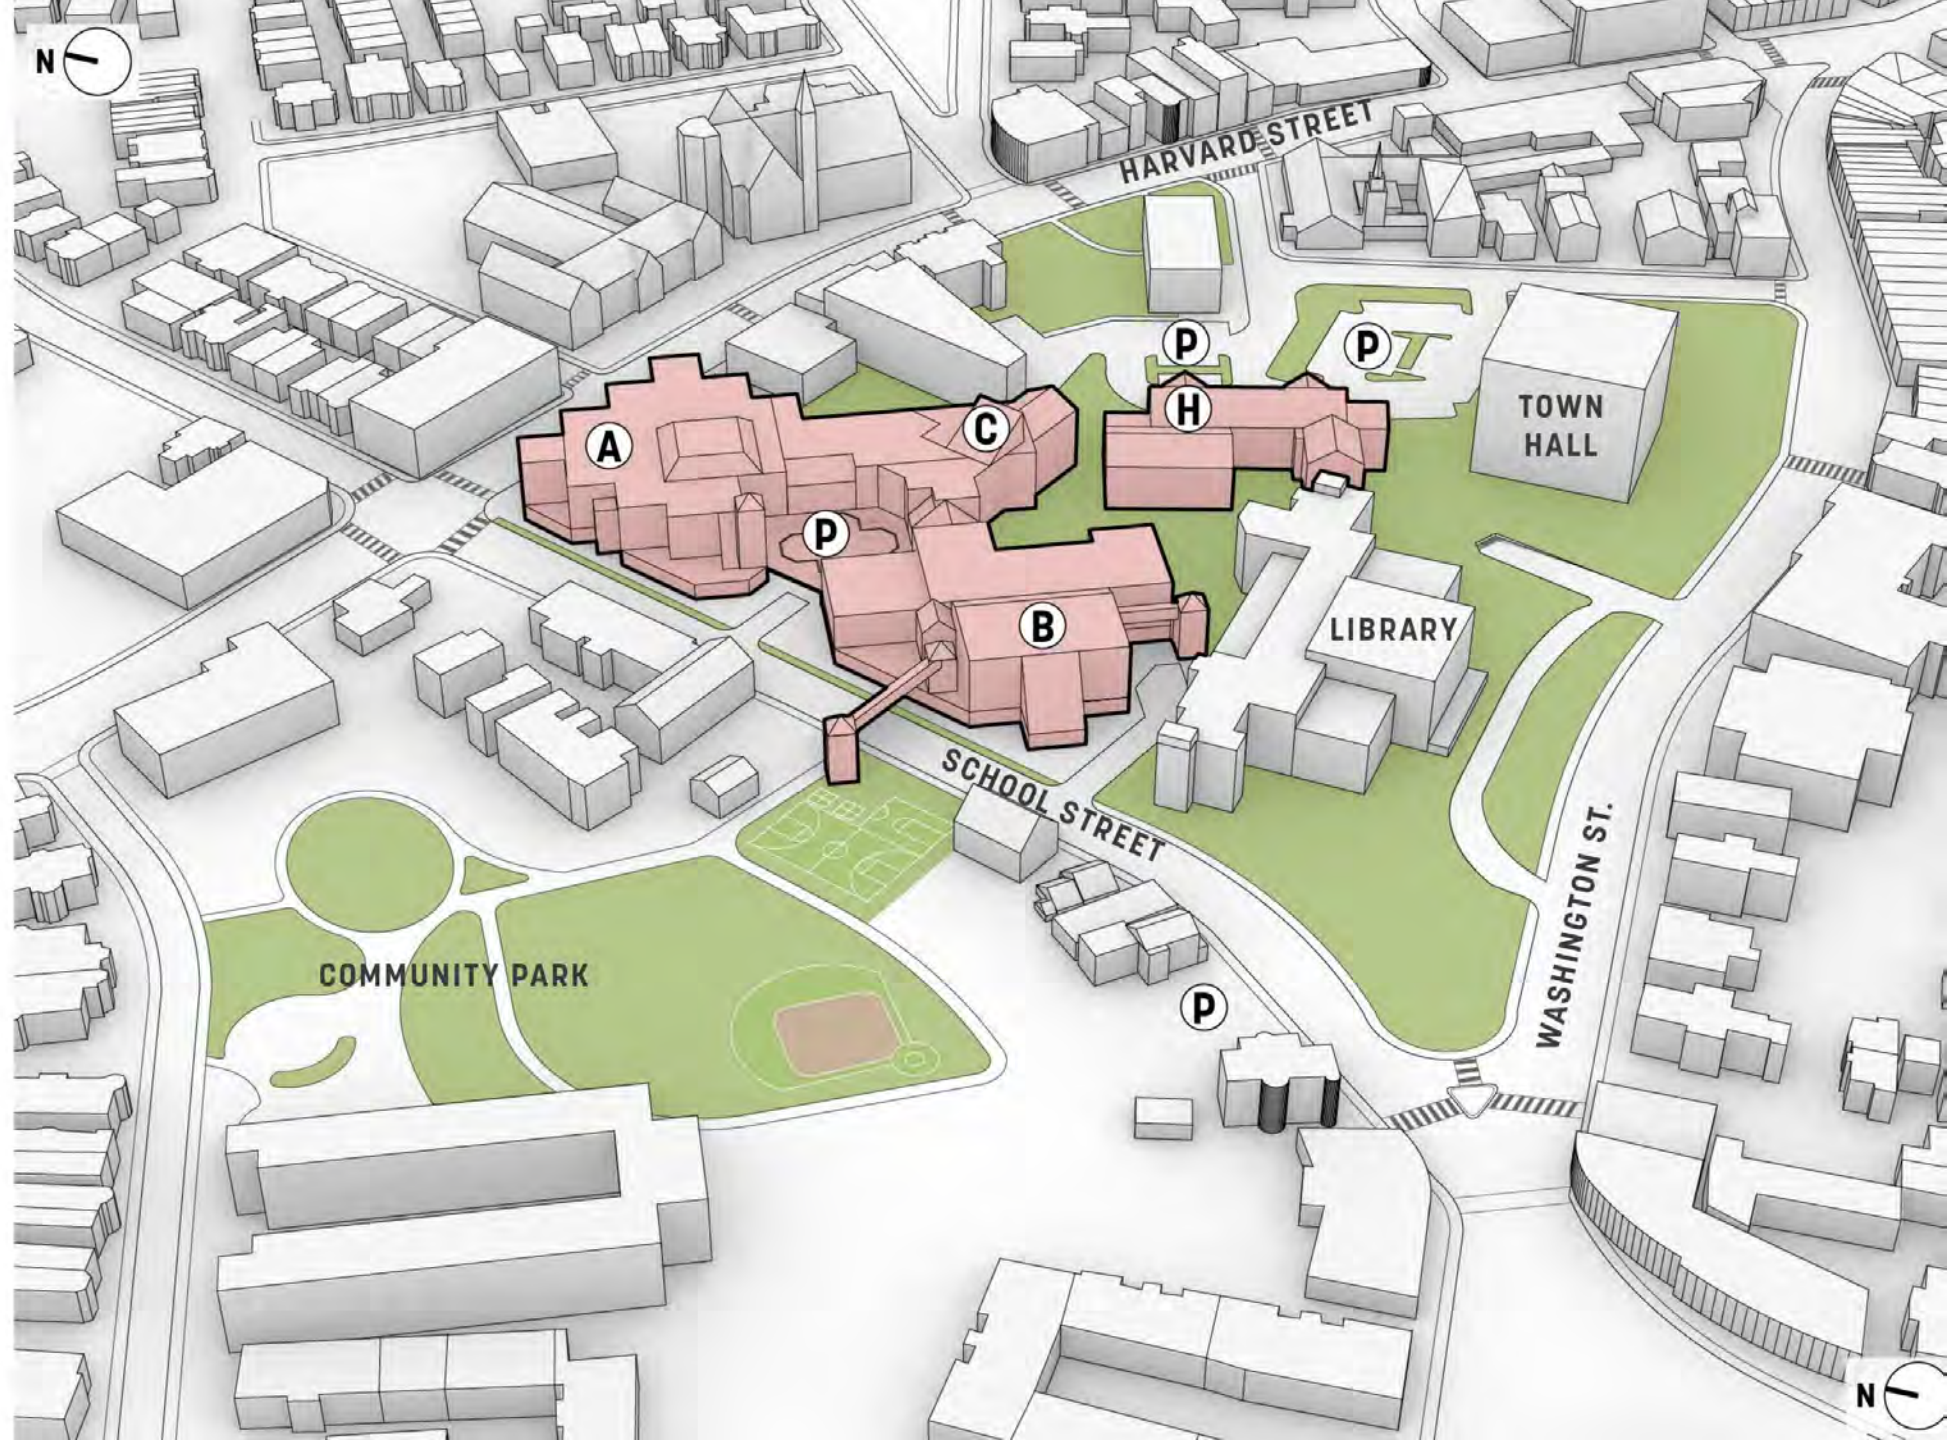 N
HARVARD STREET
P
P
H
TOWN
HALL
C
A
P
B
LIBRARY
SCHOOL STREET
WASHINGTON ST.
COMMUNITY PARK
P
N